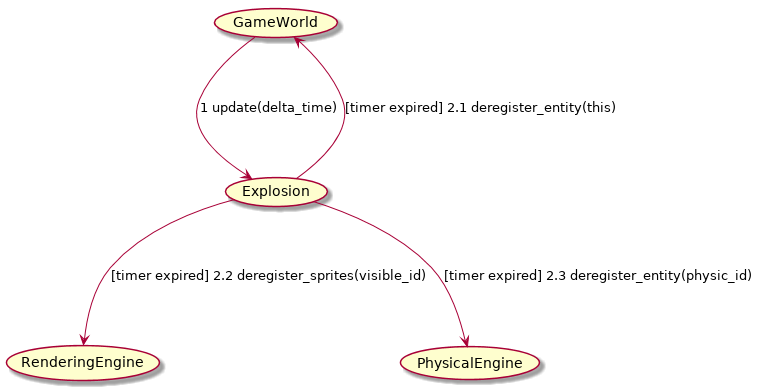 GameWorld
1 update(delta_time)
[timer expired] 2.1 deregister_entity(this)
Explosion
[timer expired] 2.2 deregister_sprites(visible_id)
[timer expired] 2.3 deregister_entity(physic_id)
RenderingEngine
PhysicalEngine